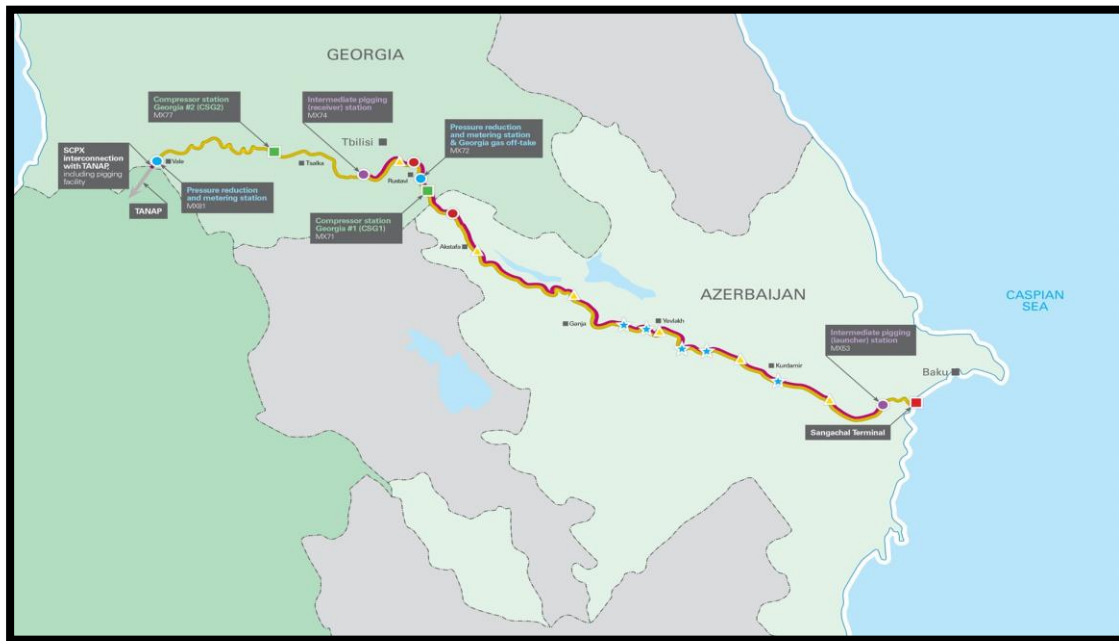 GEORGIA
Compressor station
Georgia #2 (CSG2)
MX77
Intermediate pigging
(receiver) station
MX74
Tbilisi
Pressure reduction
and metering station
& Georgia gas off-take
MX72
SCPX
interconnection
with TANAP,
including pigging
facility
Vale
Tsalka
Rustavi
Pressure reduction
and metering station
MX81
TANAP
Compressor station
Georgia #1 (CSG1)
MX71
Akstafa
AZERBAIJAN
CASPIAN
SEA
Ganja
Yevlakh
Intermediate pigging
(launcher) station
MX53
Kurdamir
Baku
Sangachal Terminal